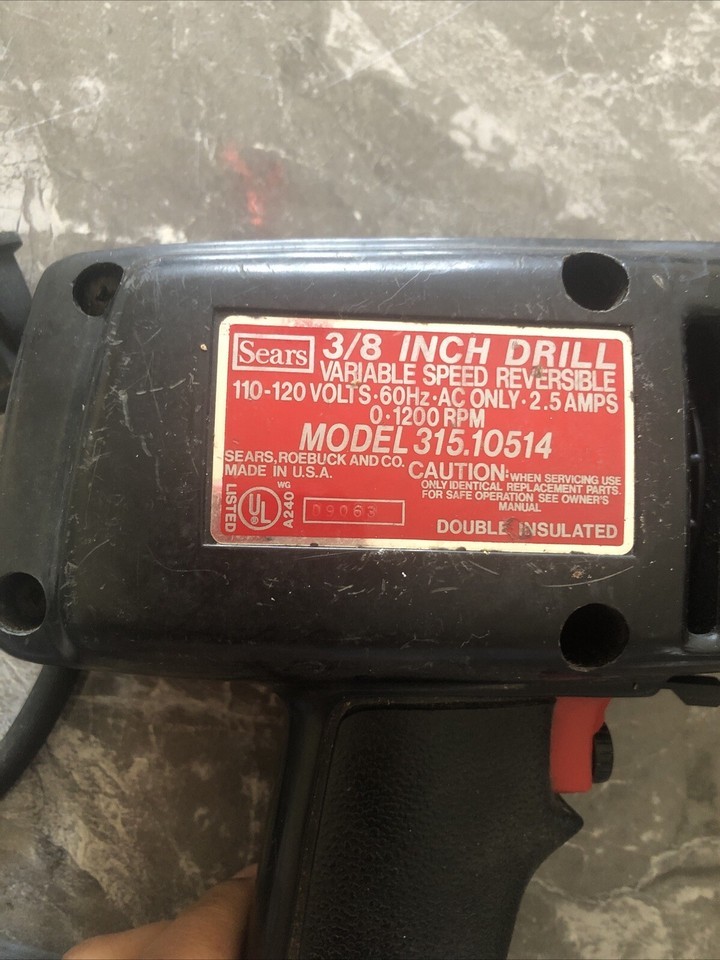 Sears
3/8 INCH DRILL
VARIABLE SPEED REVERSIBLE
110-120 VOLTS·60Hz·AC ONLY·2.5 AMPS
0-1200 RPM
MODEL 315.10514
SEARS, ROEBUCK AND CO.
MADE IN U.S.A.
CAUTION: WHEN SERVICING USE
ONLY IDENTICAL REPLACEMENT PARTS.
FOR SAFE OPERATION SEE OWNER'S
MANUAL
LISTED
UL
WG
A240
D9063
DOUBLE INSULATED